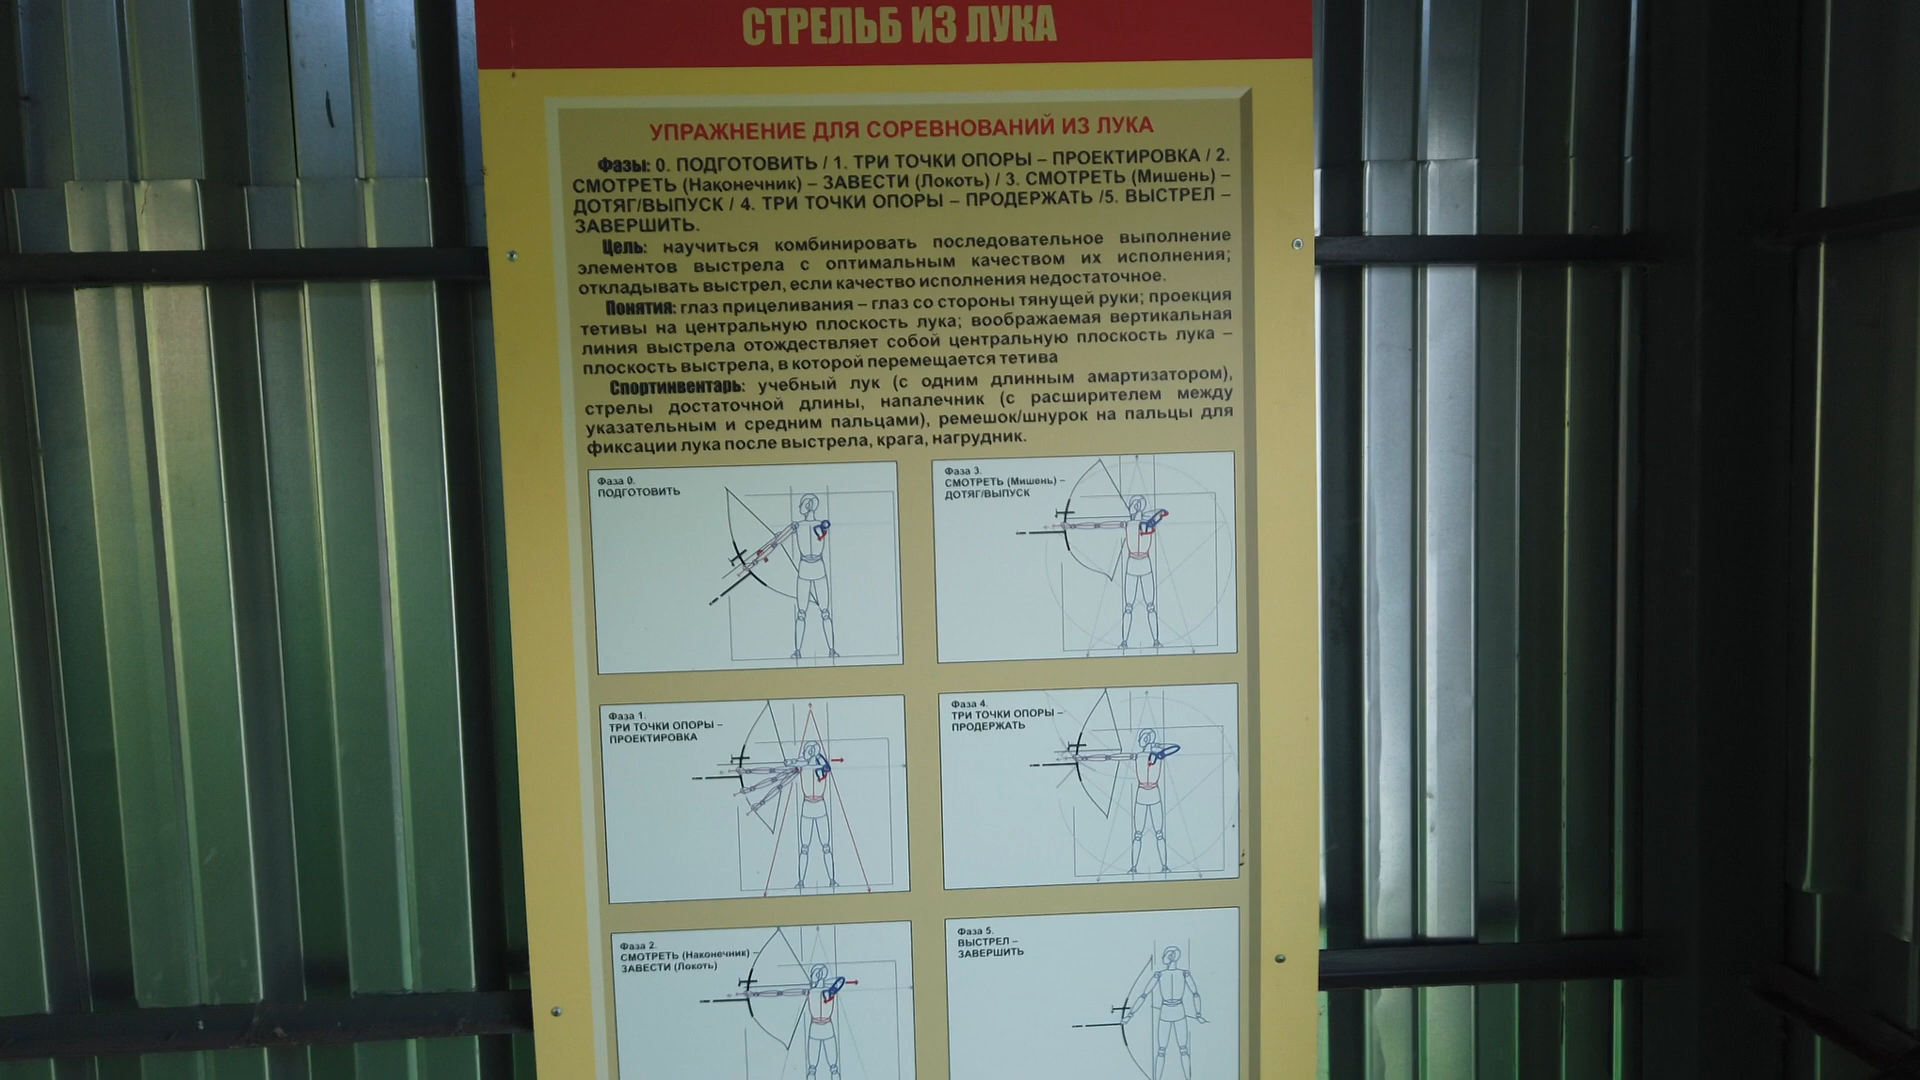 СТРЕЛЬБ ИЗ ЛУКА
УПРАЖНЕНИЕ ДЛЯ СОРЕВНОВАНИЙ ИЗ ЛУКА
Фазы: 0. ПОДГОТОВИТЬ / 1. ТРИ ТОЧКИ ОПОРЫ – ПРОЕКТИРОВКА / 2.
СМОТРЕТЬ (Наконечник) – ЗАВЕСТИ (Локоть) / 3. СМОТРЕТЬ (Мишень) –
ДОТЯГ/ВЫПУСК / 4. ТРИ ТОЧКИ ОПОРЫ – ПРОДЕРЖАТЬ /5. ВЫСТРЕЛ –
ЗАВЕРШИТЬ.
Цель: научиться комбинировать последовательное выполнение
элементов выстрела с оптимальным качеством их исполнения;
откладывать выстрел, если качество исполнения недостаточное.
Понятия: глаз прицеливания – глаз со стороны тянущей руки; проекция
тетивы на центральную плоскость лука; воображаемая вертикальная
линия выстрела отождествляет собой центральную плоскость лука –
плоскость выстрела, в которой перемещается тетива
Спортинвентарь: учебный лук (с одним длинным амартизатором),
стрелы достаточной длины, напалечник (с расширителем между
указательным и средним пальцами), ремешок/шнурок на пальцы для
фиксации лука после выстрела, крага, нагрудник.
Фаза 0.
ПОДГОТОВИТЬ
Фаза 3.
СМОТРЕТЬ (Мишень) –
ДОТЯГ/ВЫПУСК
Фаза 1.
ТРИ ТОЧКИ ОПОРЫ –
ПРОЕКТИРОВКА
Фаза 4.
ТРИ ТОЧКИ ОПОРЫ –
ПРОДЕРЖАТЬ
Фаза 2.
СМОТРЕТЬ (Наконечник) –
ЗАВЕСТИ (Локоть)
Фаза 5.
ВЫСТРЕЛ –
ЗАВЕРШИТЬ